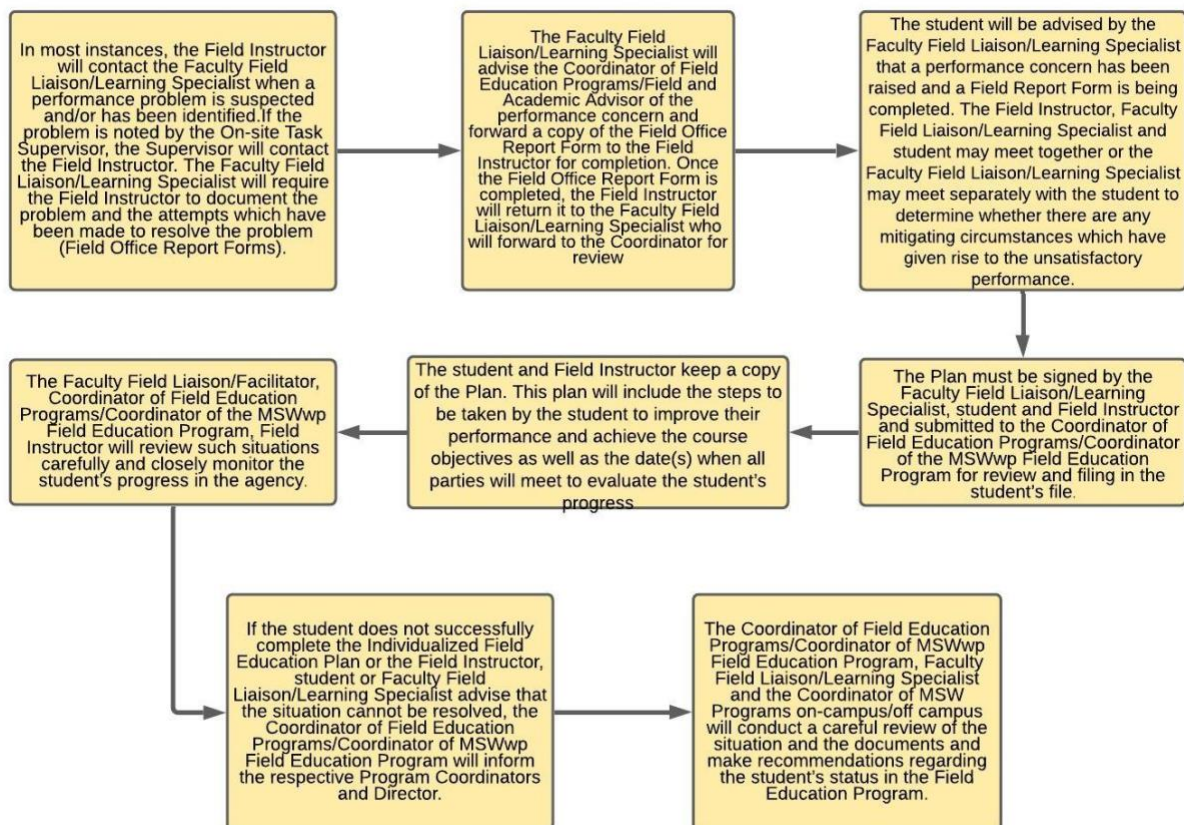 In most instances, the Field Instructor
will contact the Faculty Field
Liaison/Learning Specialist when a
performance problem is suspected
and/or has been identified.If the
problem is noted by the On-site Task
Supervisor, the Supervisor will contact
the Field Instructor. The Faculty Field
Liaison/Learning Specialist will require
the Field Instructor to document the
problem and the attempts which have
been made to resolve the problem
(Field Office Report Forms).
The Faculty Field
Liaison/Learning Specialist will
advise the Coordinator of Field
Education Programs/Field and
Academic Advisor of the
performance concern and
forward a copy of the Field Office
Report Form to the Field
Instructor for completion. Once
the Field Office Report Form is
completed, the Field Instructor
will return it to the Faculty Field
Liaison/Learning Specialist who
will forward to the Coordinator for
review
The student will be advised by the
Faculty Field Liaison/Learning Specialist
that a performance concern has been
raised and a Field Report Form is being
completed. The Field Instructor, Faculty
Field Liaison/Learning Specialist and
student may meet together or the
Faculty Field Liaison/Learning Specialist
may meet separately with the student to
determine whether there are any
mitigating circumstances which have
given rise to the unsatisfactory
performance.
The Plan must be signed by the
Faculty Field Liaison/Learning
Specialist, student and Field Instructor
and submitted to the Coordinator of
Field Education Programs/Coordinator
of the MSWwp Field Education
Program for review and filing in the
student's file.
The student and Field Instructor keep a copy
of the Plan. This plan will include the steps to
be taken by the student to improve their
performance and achieve the course
objectives as well as the date(s) when all
parties will meet to evaluate the student's
progress
The Faculty Field Liaison/Facilitator,
Coordinator of Field Education
Programs/Coordinator of the MSWwp
Field Education Program, Field
Instructor will review such situations
carefully and closely monitor the
student's progress in the agency.
If the student does not successfully
complete the Individualized Field
Education Plan or the Field Instructor,
student or Faculty Field
Liaison/Learning Specialist advise that
the situation cannot be resolved, the
Coordinator of Field Education
Programs/Coordinator of MSWwp
Field Education Program will inform
the respective Program Coordinators
and Director.
The Coordinator of Field Education
Programs/Coordinator of MSWwp
Field Education Program, Faculty
Field Liaison/Learning Specialist
and the Coordinator of MSW
Programs on-campus/off campus
will conduct a careful review of the
situation and the documents and
make recommendations regarding
the student's status in the Field
Education Program.